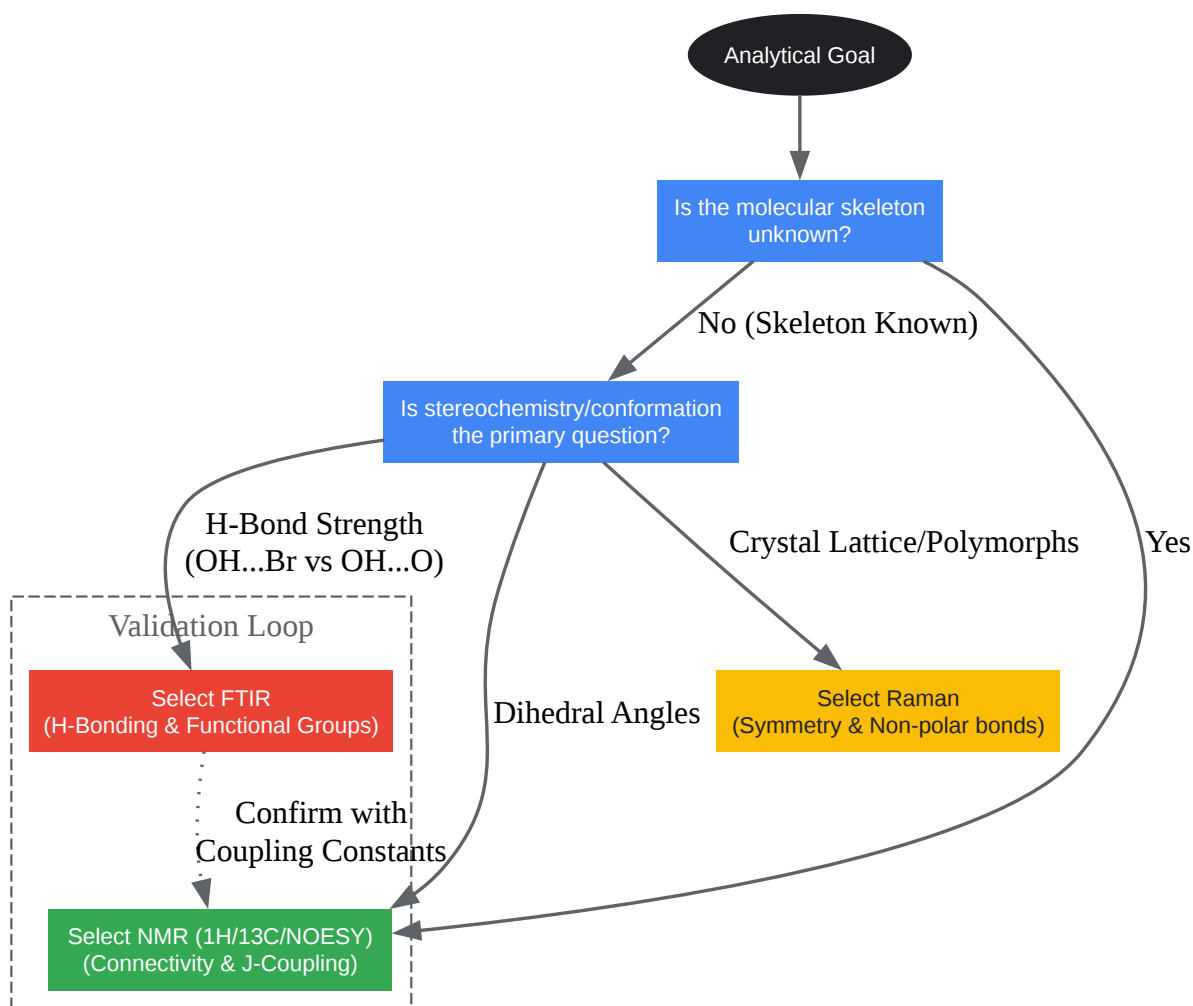 Analytical Goal
Is the molecular skeleton
unknown?
No (Skeleton Known)
Is stereochemistry/conformation
the primary question?
H-Bond Strength
(OH...Br vs OH...O)
Crystal Lattice/Polymorphs
Yes
Validation Loop
Select FTIR
(H-Bonding & Functional Groups)
Dihedral Angles
Select Raman
(Symmetry & Non-polar bonds)
Confirm with
Coupling Constants
Select NMR (1H/13C/NOESY)
(Connectivity & J-Coupling)